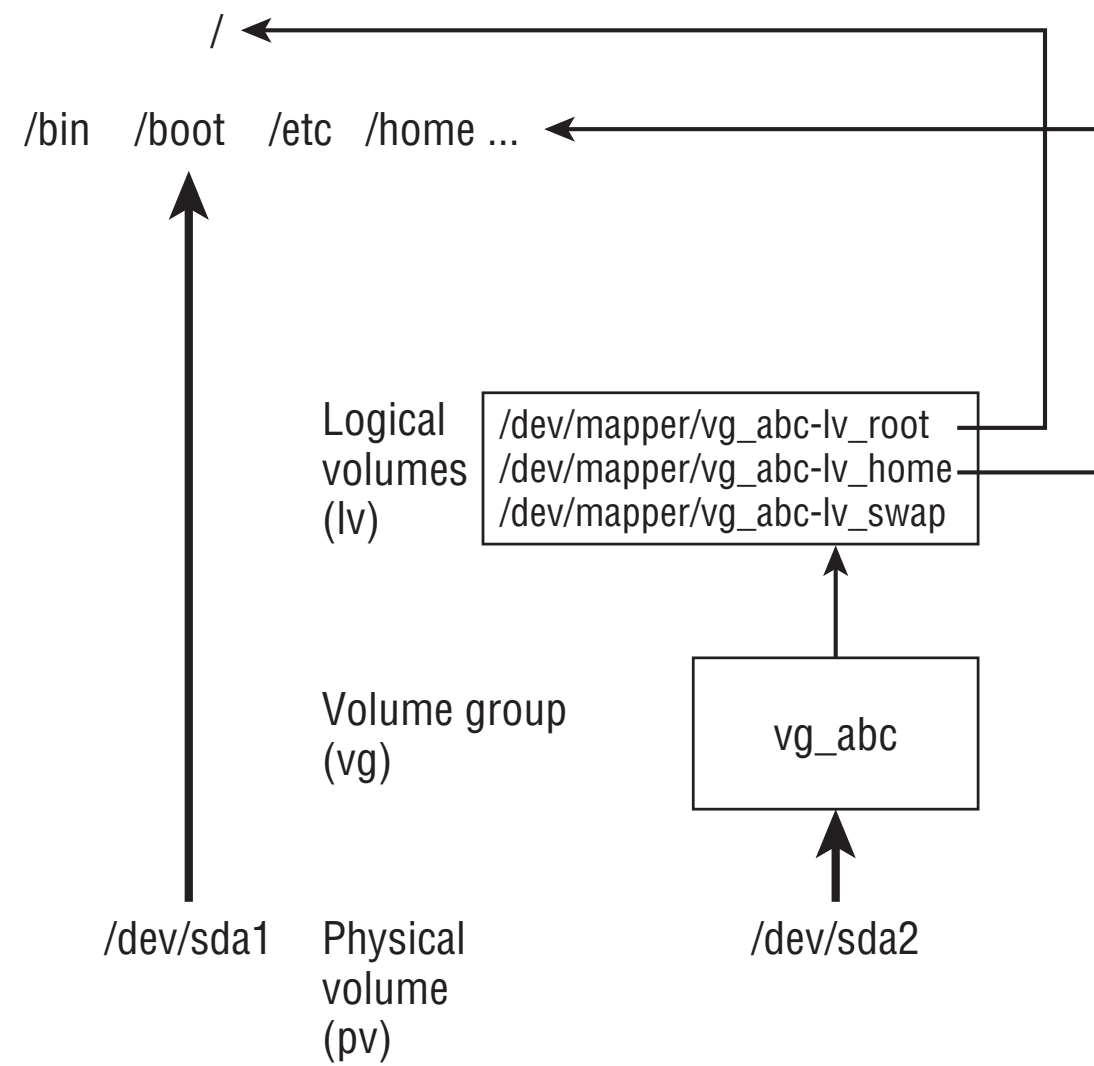 /
/bin /boot /etc /home ...
Logical
volumes
(lv)
/dev/mapper/vg_abc-lv_root
/dev/mapper/vg_abc-lv_home
/dev/mapper/vg_abc-lv_swap
Volume group
(vg)
vg_abc
/dev/sda1
Physical
volume
(pv)
/dev/sda2